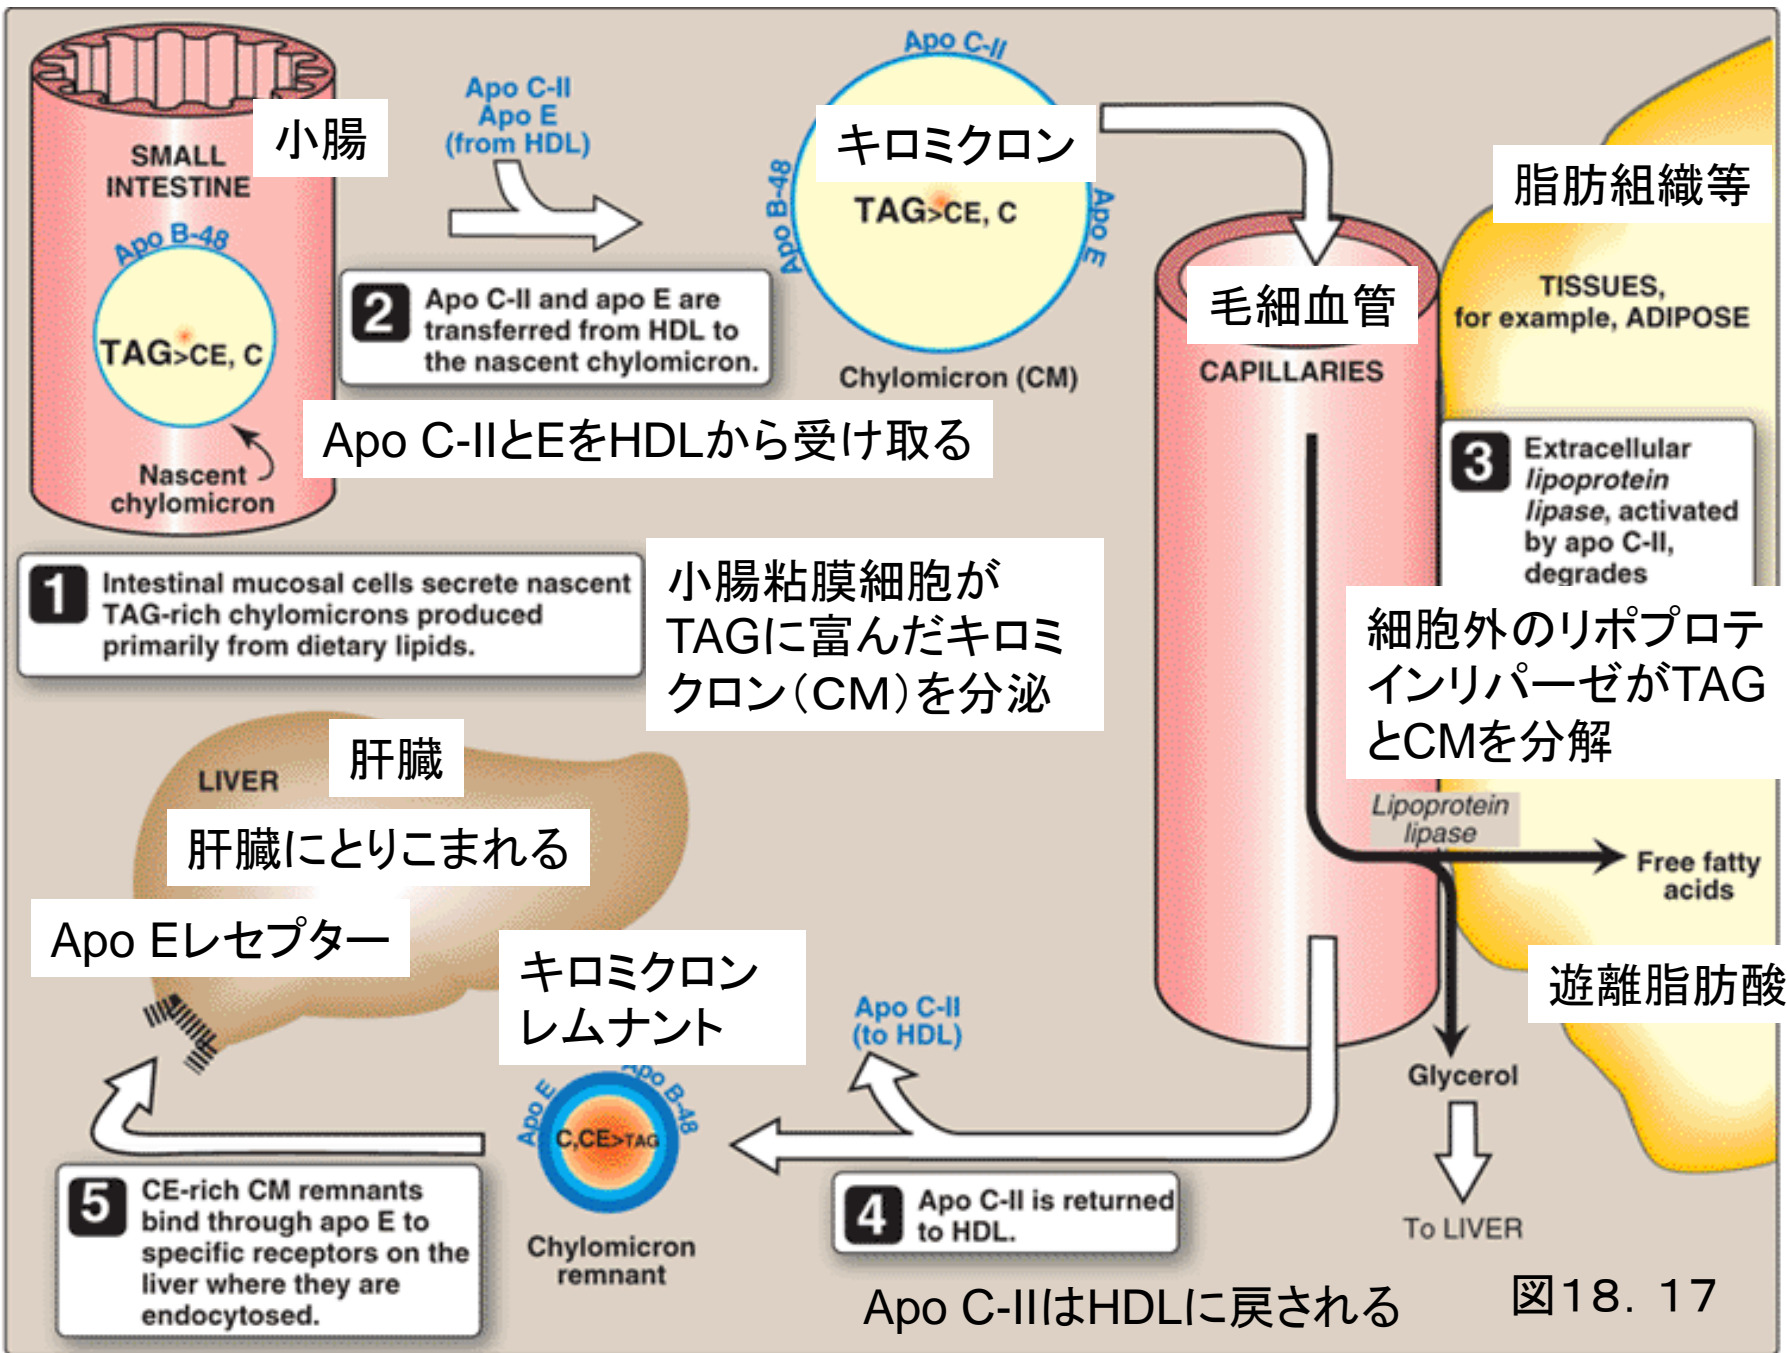 SMALL
INTESTINE
小腸
Apo B-48
TAG>CE, C
Nascent
chylomicron
Apo C-II
Apo E
(from HDL)
2 Apo C-II and apo E are
transferred from HDL to
the nascent chylomicron.
Apo C-IIとEをHDLから受け取る
Apo C-II
Apo B-48
Apo E
キロミクロン
TAG>CE, C
Chylomicron (CM)
毛細血管
CAPILLARIES
脂肪組織等
TISSUES,
for example, ADIPOSE
1 Intestinal mucosal cells secrete nascent
TAG-rich chylomicrons produced
primarily from dietary lipids.
小腸粘膜細胞が
TAGに富んだキロミ
クロン（CM）を分泌
3 Extracellular
lipoprotein
lipase, activated
by apo C-II,
degrades
細胞外のリポプロテ
インリパーゼがTAG
とCMを分解
Lipoprotein
lipase
Free fatty
acids
遊離脂肪酸
Glycerol
To LIVER
LIVER
肝臓
肝臓にとりこまれる
Apo Eレセプター
キロミクロン
レムナント
Apo E
Apo B-48
C,CE>TAG
Chylomicron
remnant
Apo C-II
(to HDL)
4 Apo C-II is returned
to HDL.
Apo C-IIはHDLに戻される
5 CE-rich CM remnants
bind through apo E to
specific receptors on the
liver where they are
endocytosed.
図18．17